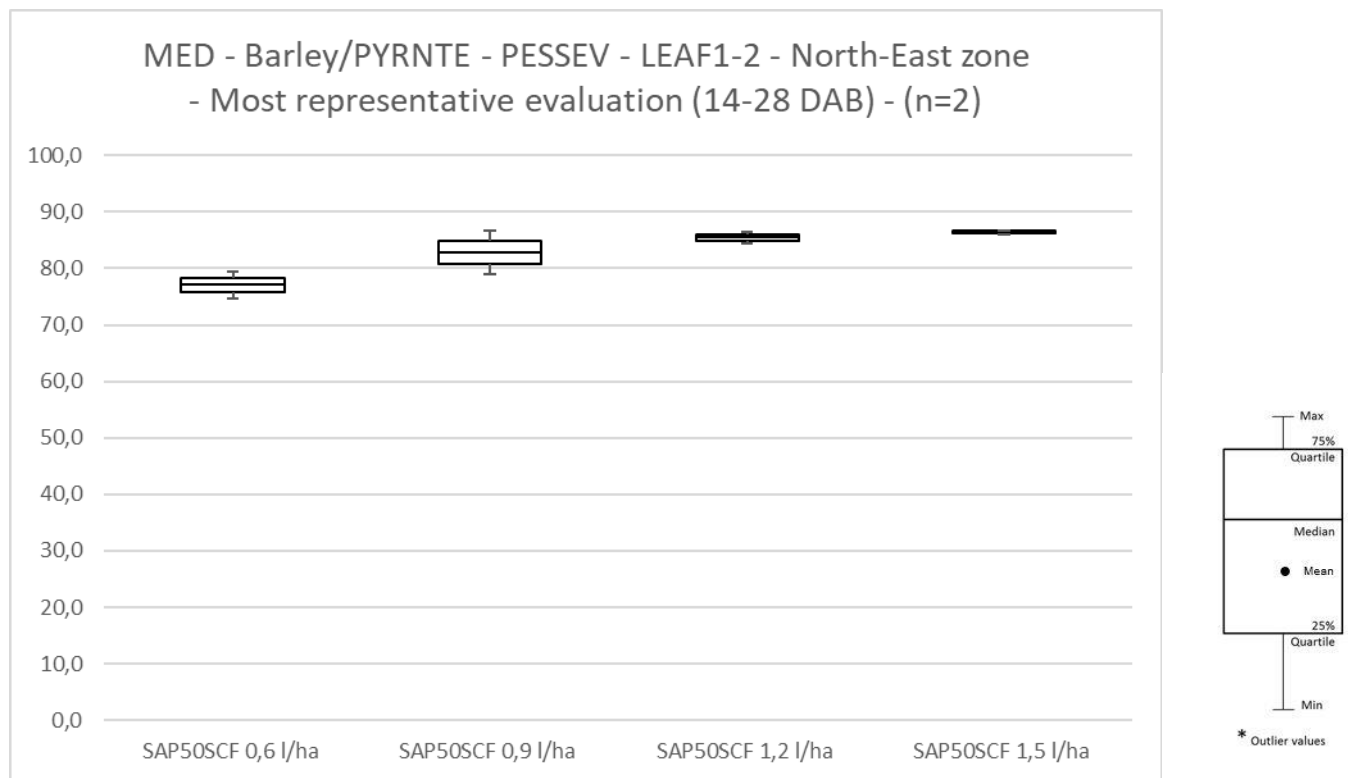 MED - Barley/PYRNTE - PESSEV - LEAF1-2 - North-East zone
- Most representative evaluation (14-28 DAB) - (n=2)
100,0
90,0
80,0
70,0
60,0
50,0
40,0
30,0
20,0
10,0
0,0
SAP50SCF 0,6 l/ha
SAP50SCF 0,9 l/ha
SAP50SCF 1,2 l/ha
SAP50SCF 1,5 l/ha
Max
75%
Quartile
Median
Mean
25%
Quartile
Min
* Outlier values